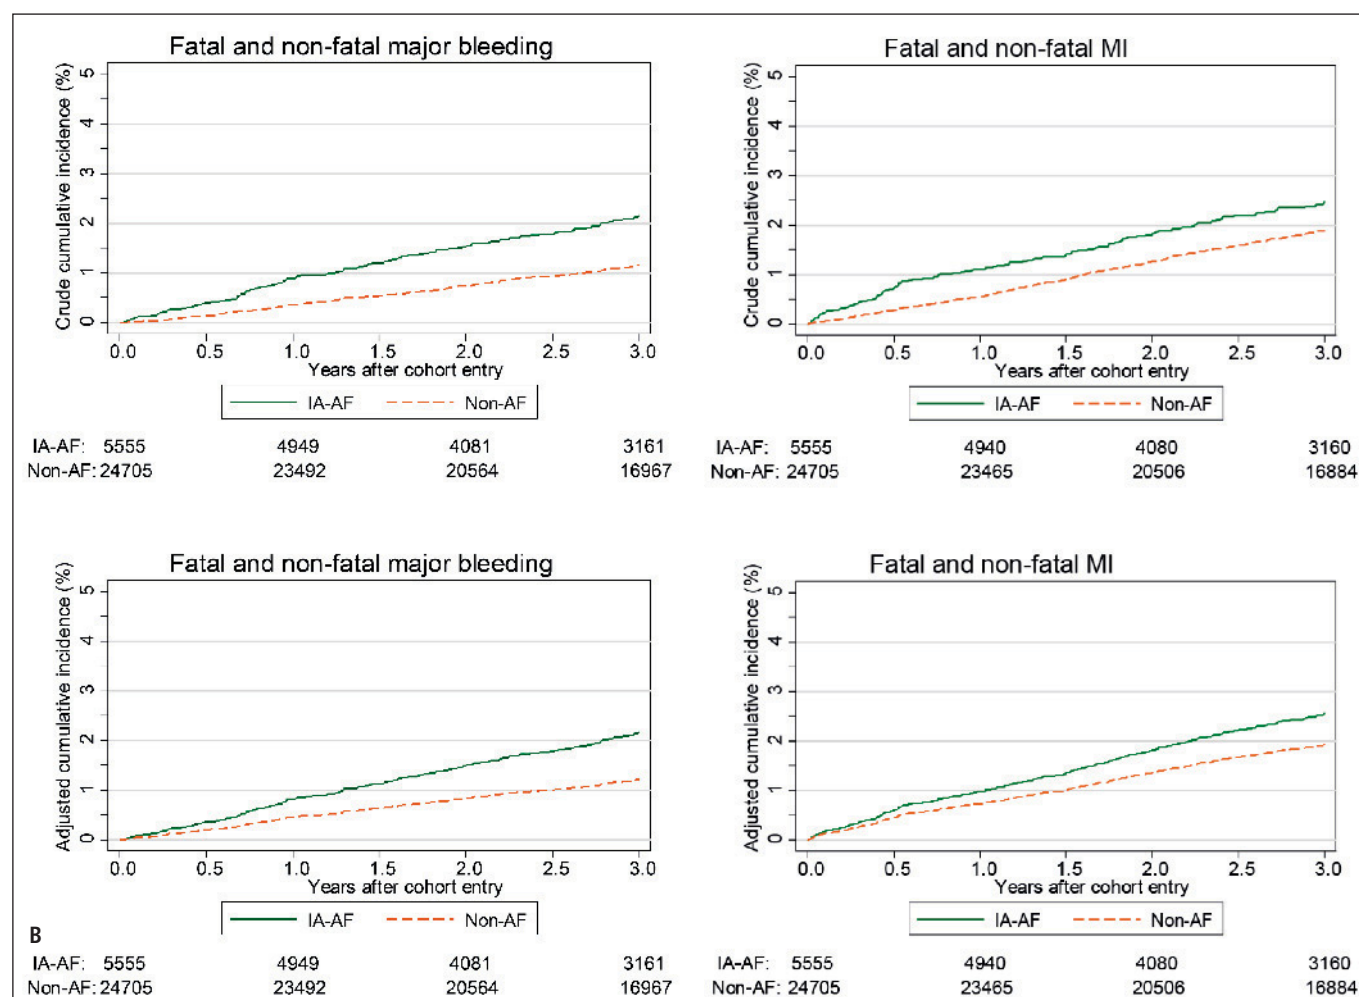 Fatal and non-fatal major bleeding
Crude cumulative incidence (%)
5
4
3
2
1
0
0.0 0.5 1.0 1.5 2.0 2.5 3.0
Years after cohort entry
IA-AF Non-AF
IA-AF: 5555 4949 4081 3161
Non-AF: 24705 23492 20564 16967
Fatal and non-fatal MI
Crude cumulative incidence (%)
5
4
3
2
1
0
0.0 0.5 1.0 1.5 2.0 2.5 3.0
Years after cohort entry
IA-AF Non-AF
IA-AF: 5555 4940 4080 3160
Non-AF: 24705 23465 20506 16884
Fatal and non-fatal major bleeding
Adjusted cumulative incidence (%)
5
4
3
2
1
0
0.0 0.5 1.0 1.5 2.0 2.5 3.0
Years after cohort entry
IA-AF Non-AF
B
IA-AF: 5555 4949 4081 3161
Non-AF: 24705 23492 20564 16967
Fatal and non-fatal MI
Adjusted cumulative incidence (%)
5
4
3
2
1
0
0.0 0.5 1.0 1.5 2.0 2.5 3.0
Years after cohort entry
IA-AF Non-AF
IA-AF: 5555 4940 4080 3160
Non-AF: 24705 23465 20506 16884